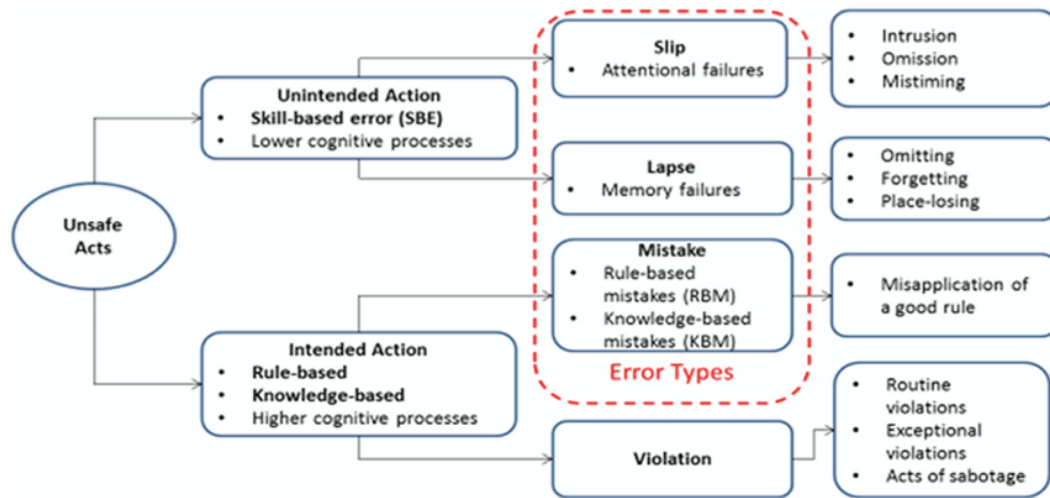 Unsafe
Acts
Unintended Action
• Skill-based error (SBE)
• Lower cognitive processes
Intended Action
• Rule-based
• Knowledge-based
• Higher cognitive processes
Slip
• Attentional failures
Lapse
• Memory failures
Mistake
• Rule-based
mistakes (RBM)
• Knowledge-based
mistakes (KBM)
Error Types
Violation
• Intrusion
• Omission
• Mistiming
• Omitting
• Forgetting
• Place-losing
• Misapplication of
a good rule
• Routine
violations
• Exceptional
violations
• Acts of sabotage